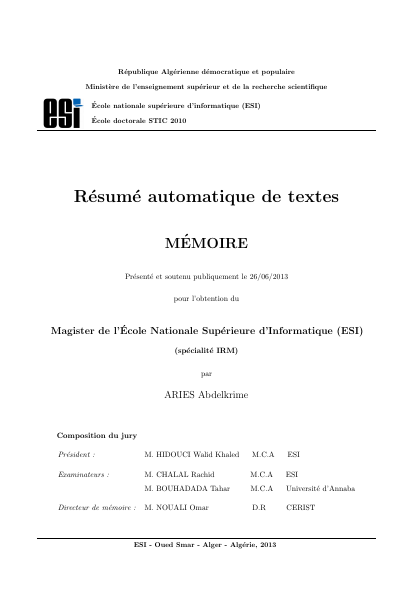 République Algérienne démocratique et populaire
Ministère de l'enseignement supérieur et de la recherche scientifique
esi
École nationale supérieure d'informatique (ESI)
École doctorale STIC 2010
Résumé automatique de textes
MÉMOIRE
Présenté et soutenu publiquement le 26/06/2013
pour l'obtention du
Magister de l'École Nationale Supérieure d'Informatique (ESI)
(spécialité IRM)
par
ARIES Abdelkrime
Composition du jury
Président : M. HIDOUCI Walid Khaled M.C.A ESI
Examinateurs : M. CHALAL Rachid M.C.A ESI
M. BOUHADADA Tahar M.C.A Université d'Annaba
Directeur de mémoire : M. NOUALI Omar D.R CERIST
ESI - Oued Smar - Alger - Algérie, 2013